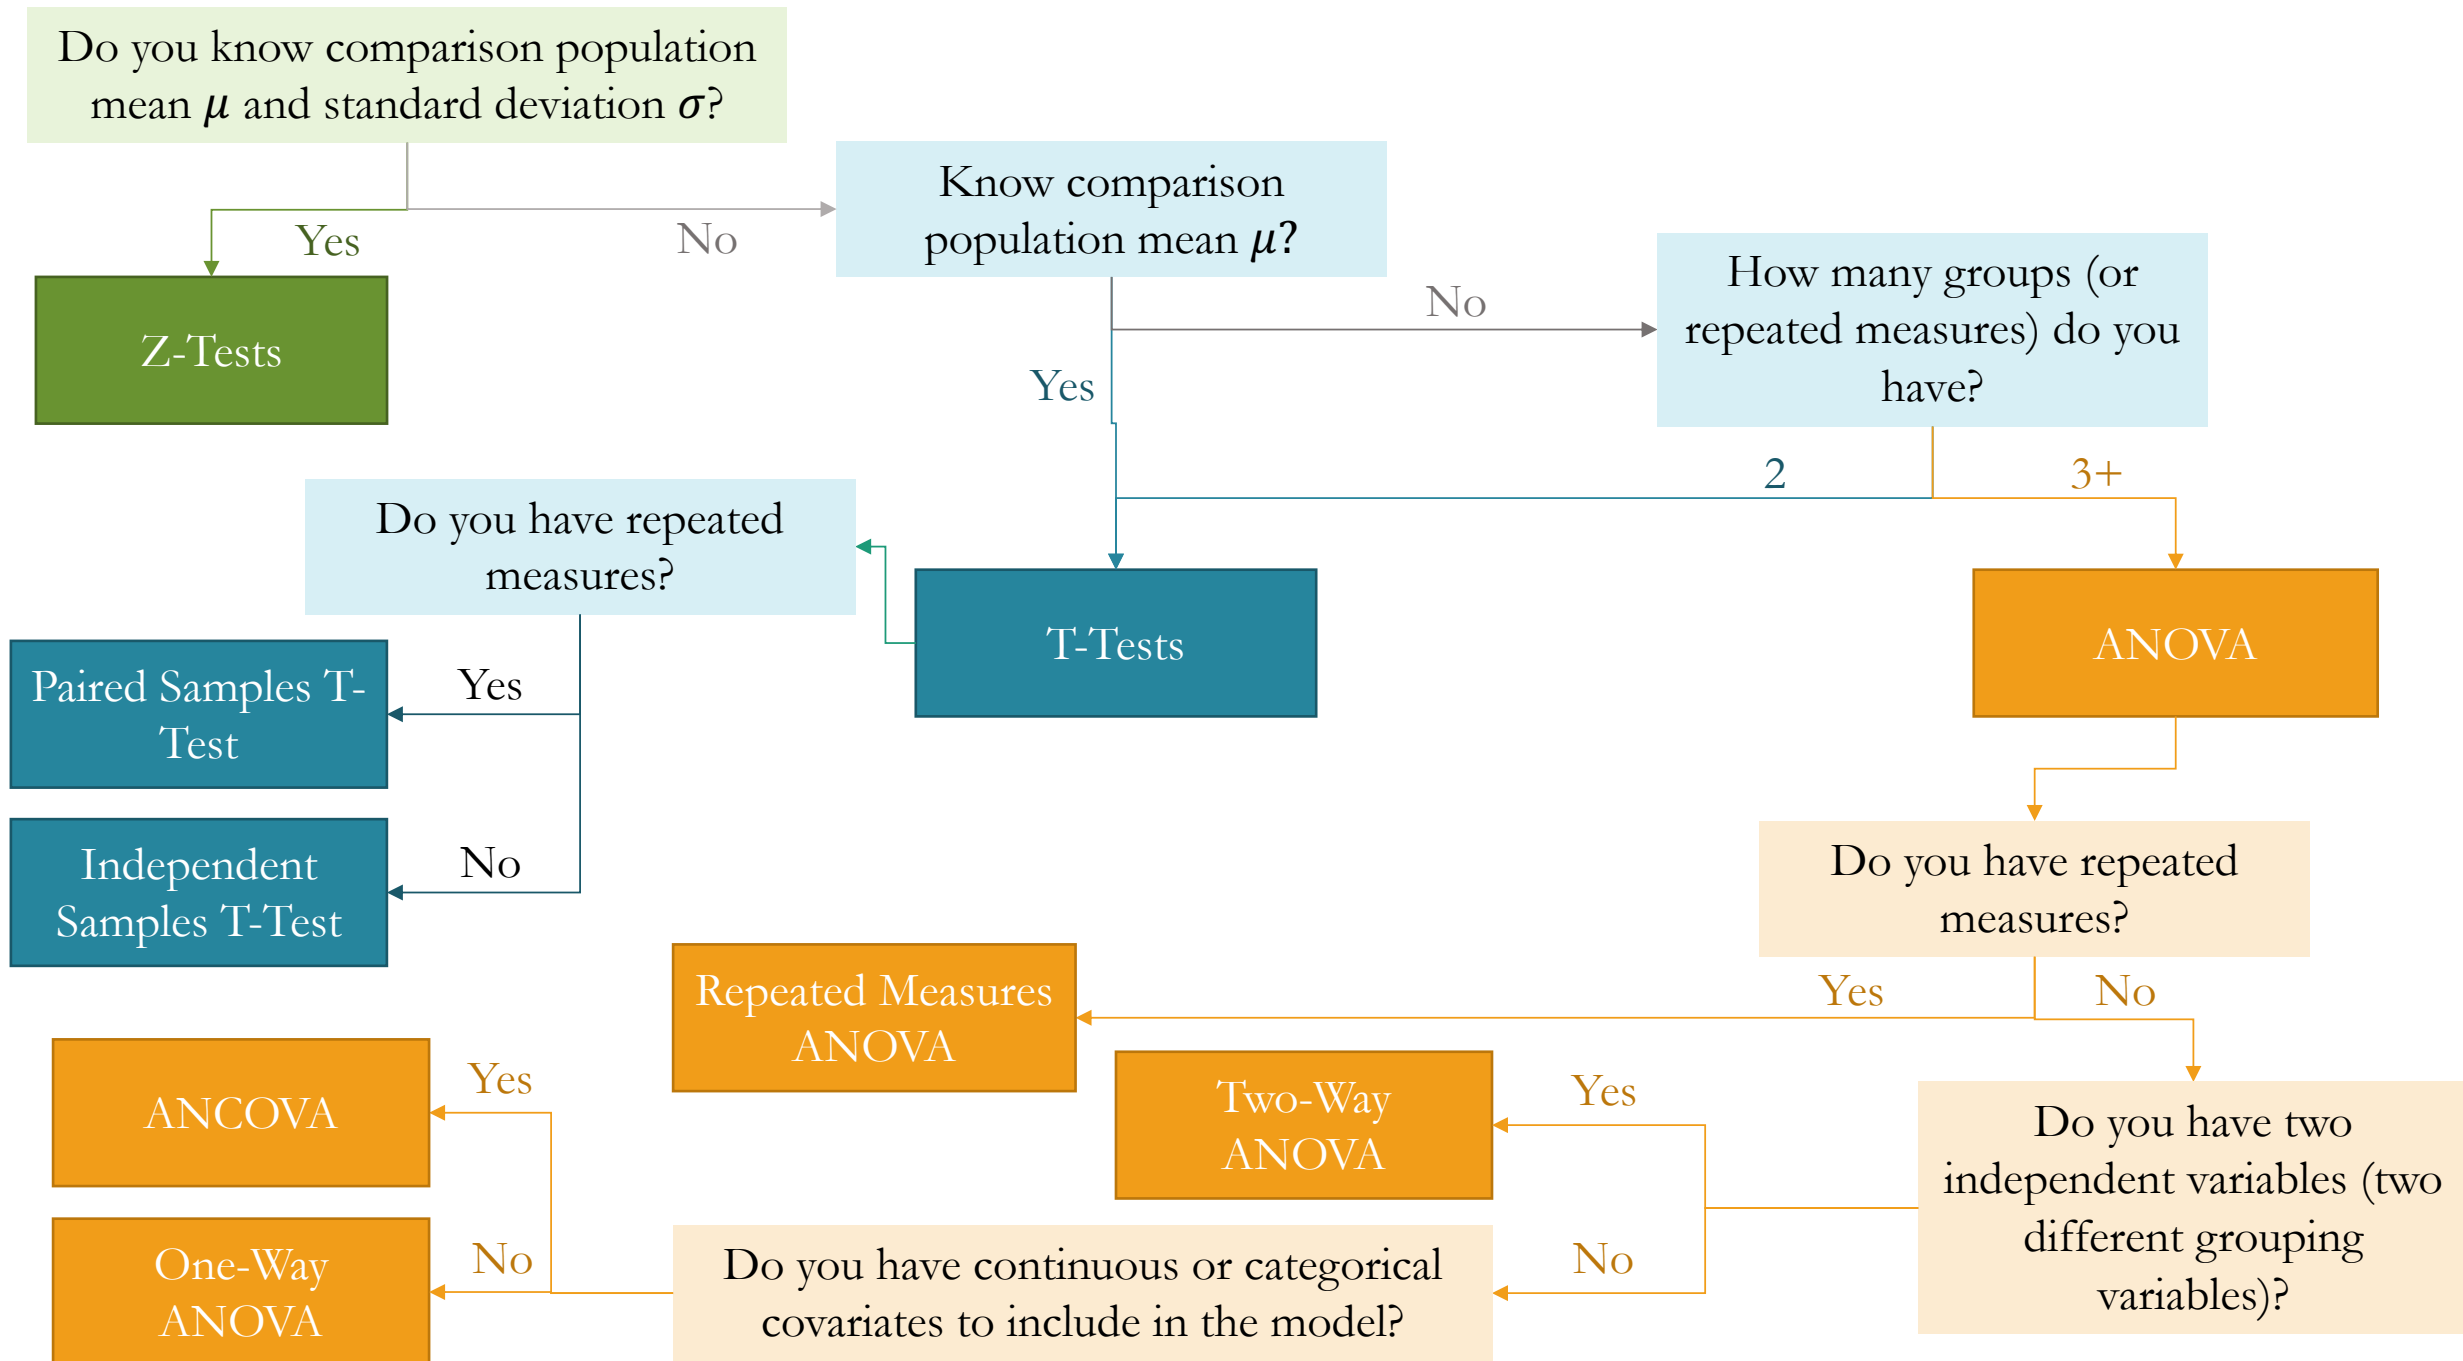 Do you know comparison population
mean μ and standard deviation σ?
Yes
No
Z-Tests
Know comparison
population mean μ?
No
Yes
How many groups (or
repeated measures) do you
have?
2
3+
Do you have repeated
measures?
T-Tests
ANOVA
Paired Samples T-
Test
Yes
Independent
Samples T-Test
No
Do you have repeated
measures?
Yes
No
Repeated Measures
ANOVA
Two-Way
ANOVA
Yes
No
Do you have two
independent variables (two
different grouping
variables)?
ANCOVA
Yes
One-Way
ANOVA
No
Do you have continuous or categorical
covariates to include in the model?